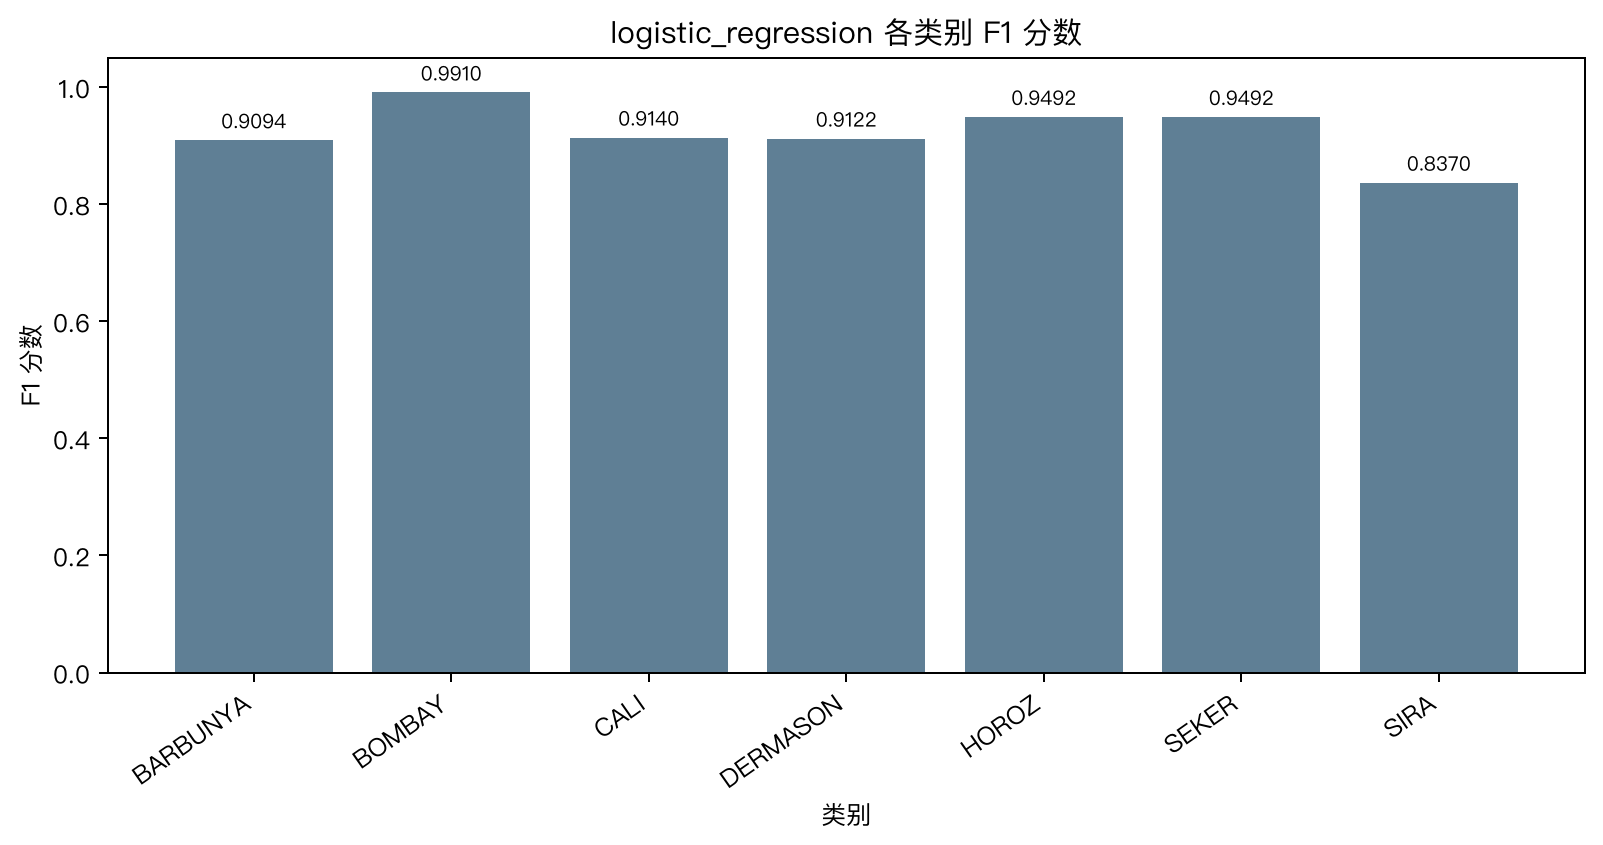 logistic_regression 各类别 F1 分数
0.9094
0.9910
0.9140
0.9122
0.9492
0.9492
0.8370
1.0
0.8
0.6
0.4
0.2
0.0
F1 分数
BARBUNYA
BOMBAY
CALI
DERMASON
HOROZ
SEKER
SIRA
类别